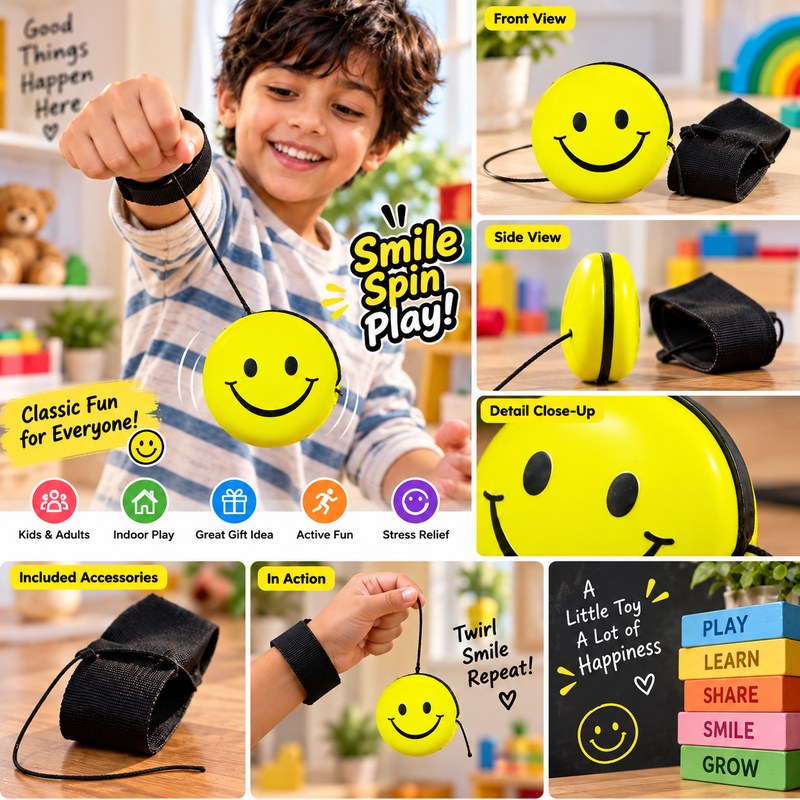 Good
Things
Happen
Here
Smile
Spin
Play!
Classic Fun
for Everyone!
Kids & Adults
Indoor Play
Great Gift Idea
Active Fun
Stress Relief
Front View
Side View
Detail Close-Up
Included Accessories
In Action
Twirl
Smile
Repeat!
A
Little Toy
A Lot of
Happiness
PLAY
LEARN
SHARE
SMILE
GROW